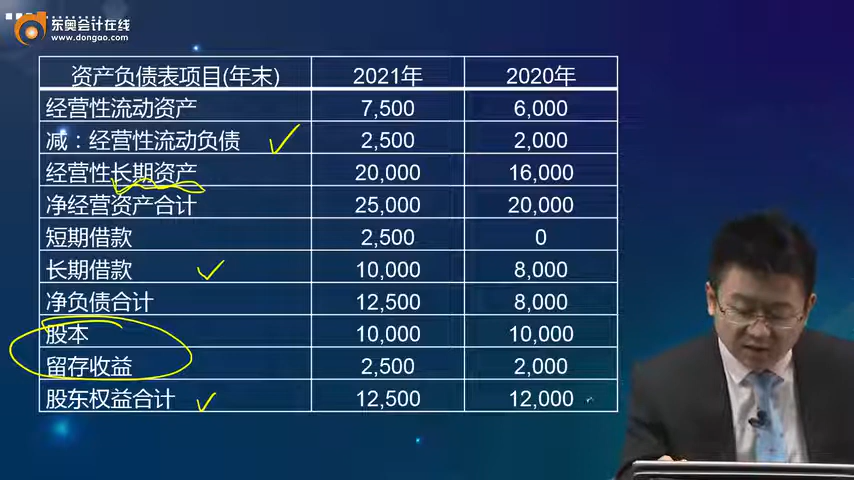 东奥会计在线
www.dongao.com
资产负债表项目(年末) 2021年 2020年
经营性流动资产 7,500 6,000
减：经营性流动负债 2,500 2,000
经营性长期资产 20,000 16,000
净经营资产合计 25,000 20,000
短期借款 2,500 0
长期借款 10,000 8,000
净负债合计 12,500 8,000
股本 10,000 10,000
留存收益 2,500 2,000
股东权益合计 12,500 12,000